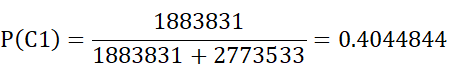 P(C1) = 1883831 / (1883831 + 2773533) = 0.4044844